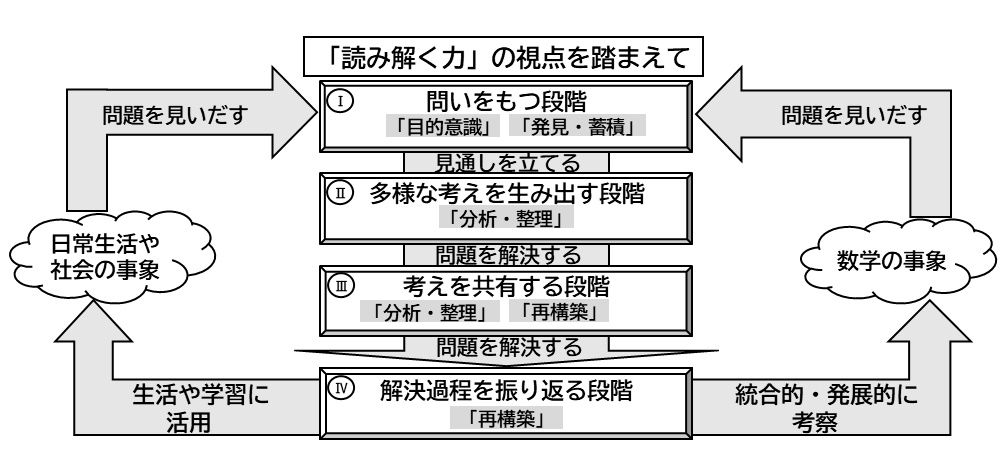 「読み解く力」の視点を踏まえて
Ⅰ 問いをもつ段階
「目的意識」 「発見・蓄積」
問題を見いだす
問題を見いだす
見通しを立てる
Ⅱ 多様な考えを生み出す段階
「分析・整理」
日常生活や
社会の事象
数学の事象
問題を解決する
Ⅲ 考えを共有する段階
「分析・整理」 「再構築」
問題を解決する
Ⅳ 解決過程を振り返る段階
「再構築」
生活や学習に
活用
統合的・発展的に
考察